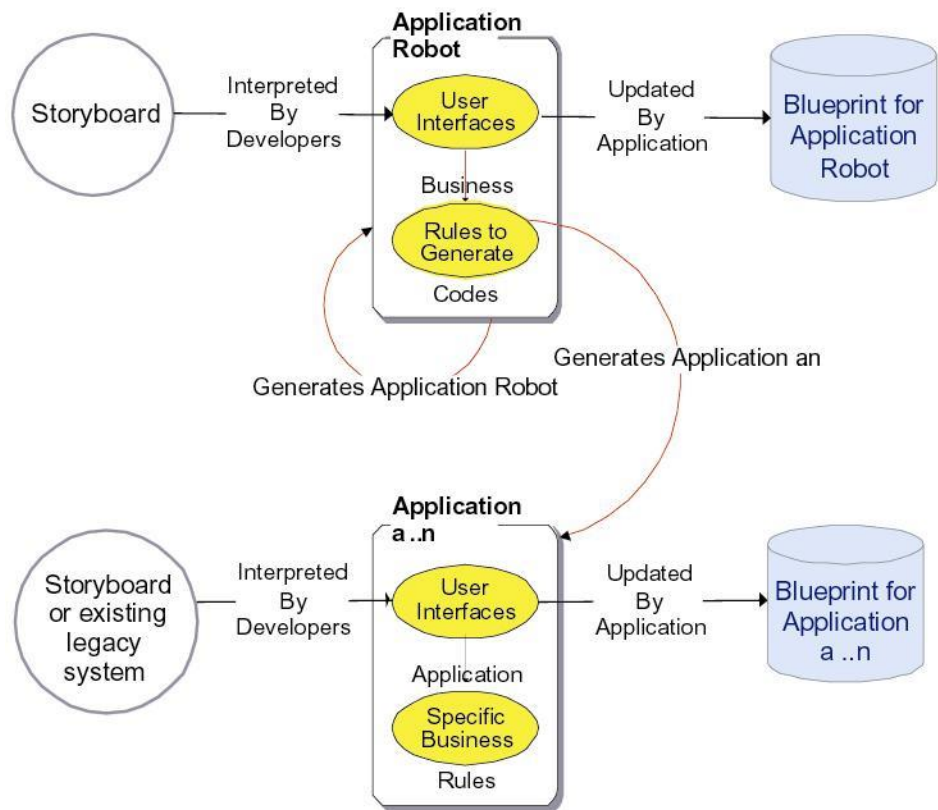 Application
Robot
Storyboard
Interpreted
By
Developers
User
Interfaces
Updated
By
Application
Blueprint for
Application
Robot
Business
Rules to
Generate
Codes
Generates Application Robot
Generates Application an
Application
a ..n
Storyboard
or existing
legacy
system
Interpreted
By
Developers
User
Interfaces
Updated
By
Application
Blueprint for
Application
a ..n
Application
Specific
Business
Rules